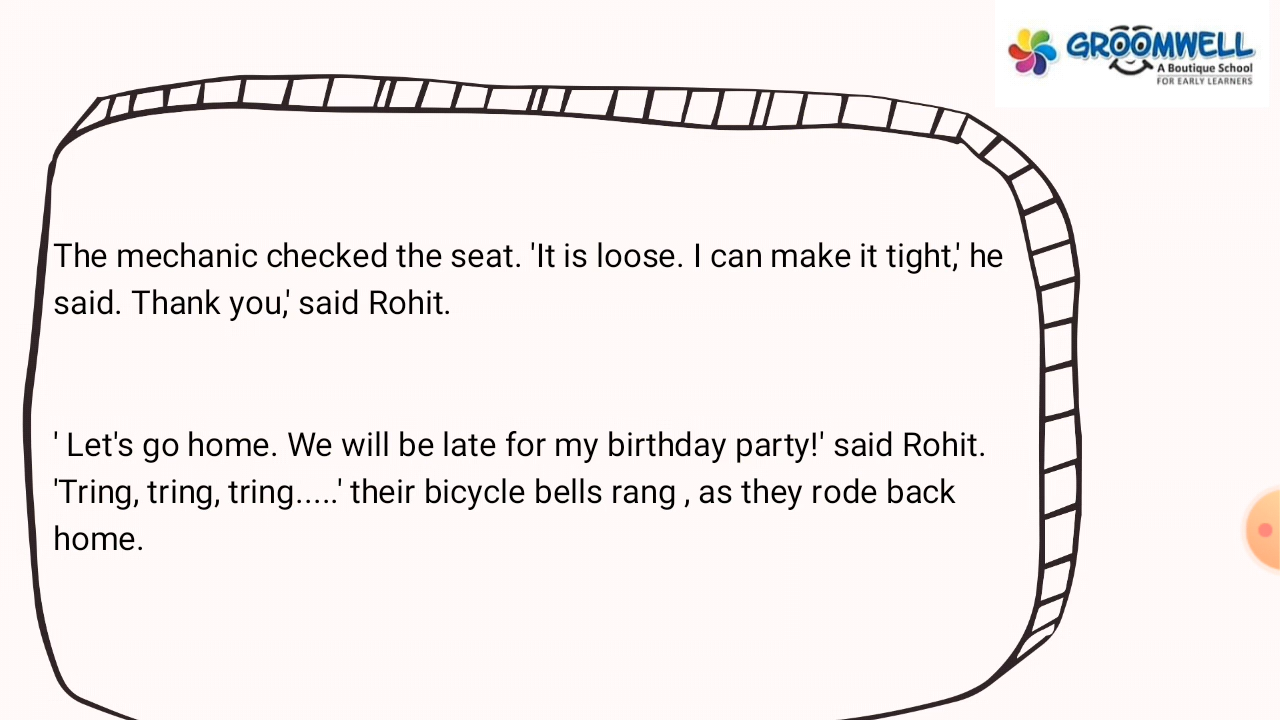 GROOMWELL
A Boutique School
FOR EARLY LEARNERS
The mechanic checked the seat. 'It is loose. I can make it tight,' he
said. Thank you,' said Rohit.
' Let's go home. We will be late for my birthday party!' said Rohit.
'Tring, tring, tring.....' their bicycle bells rang , as they rode back
home.